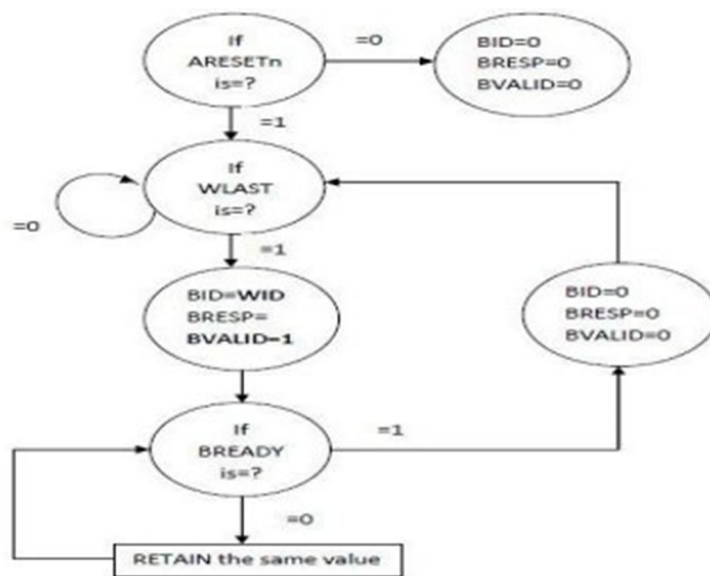 If
ARESETn
is=?
=0
BID=0
BRESP=0
BVALID=0
=1
If
WLAST
is=?
=0
=1
BID=WID
BRESP=
BVALID=1
BID=0
BRESP=0
BVALID=0
If
BREADY
is=?
=1
=0
RETAIN the same value